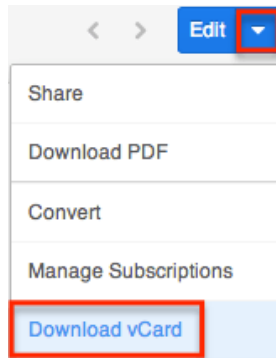 Edit
Share
Download PDF
Convert
Manage Subscriptions
Download vCard